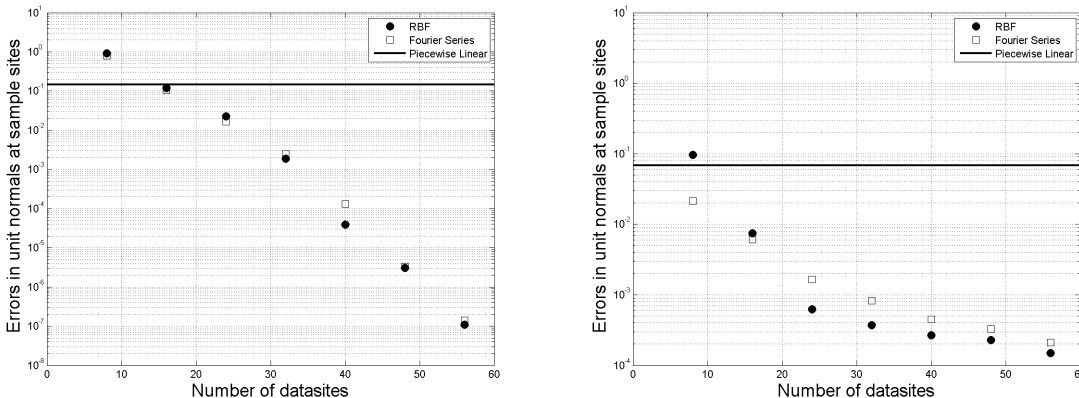 Errors in unit normals at sample sites
10^1
10^0
10^-1
10^-2
10^-3
10^-4
10^-5
10^-6
10^-7
10^-8
RBF
Fourier Series
Piecewise Linear
0 10 20 30 40 50 60
Number of datasites
Errors in unit normals at sample sites
10^1
10^0
10^-1
10^-2
10^-3
10^-4
RBF
Fourier Series
Piecewise Linear
0 10 20 30 40 50 60
Number of datasites